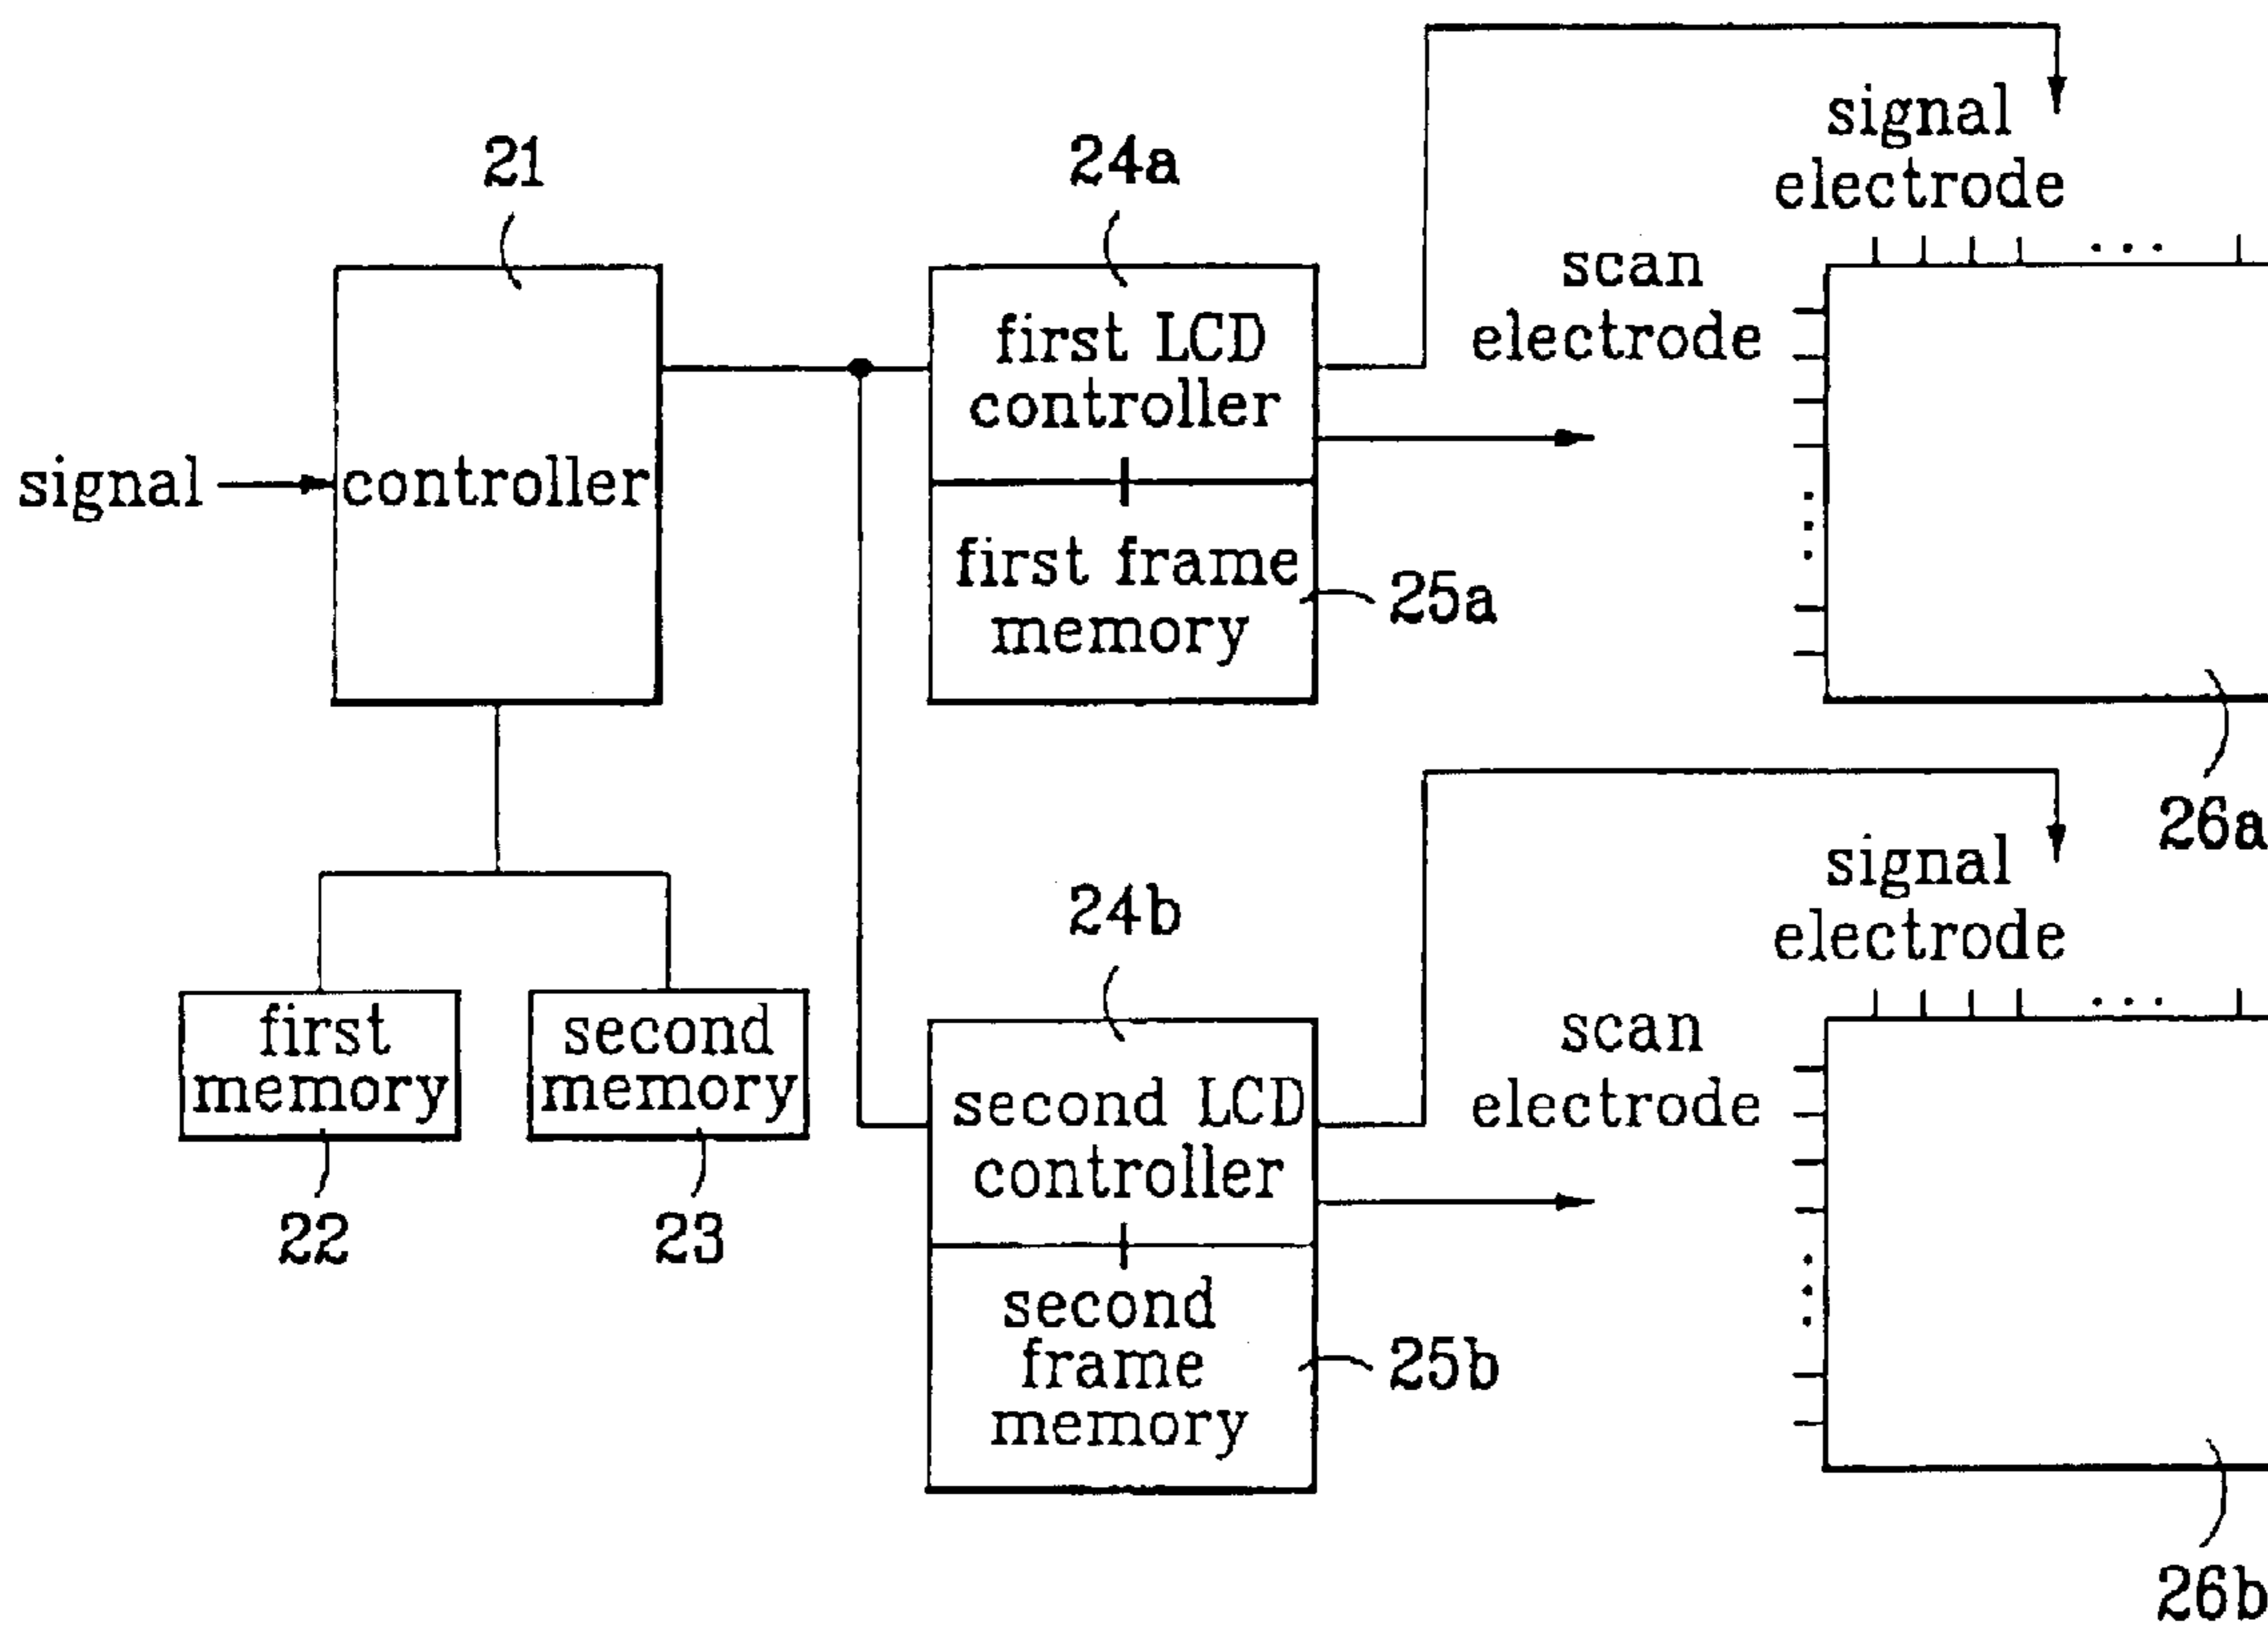 21
24a
signal
electrode
scan
electrode
first LCD
controller
signal
controller
first frame
memory
25a
26a
24b
signal
electrode
scan
electrode
first
memory
second
memory
22
23
second LCD
controller
second
frame
memory
25b
26b